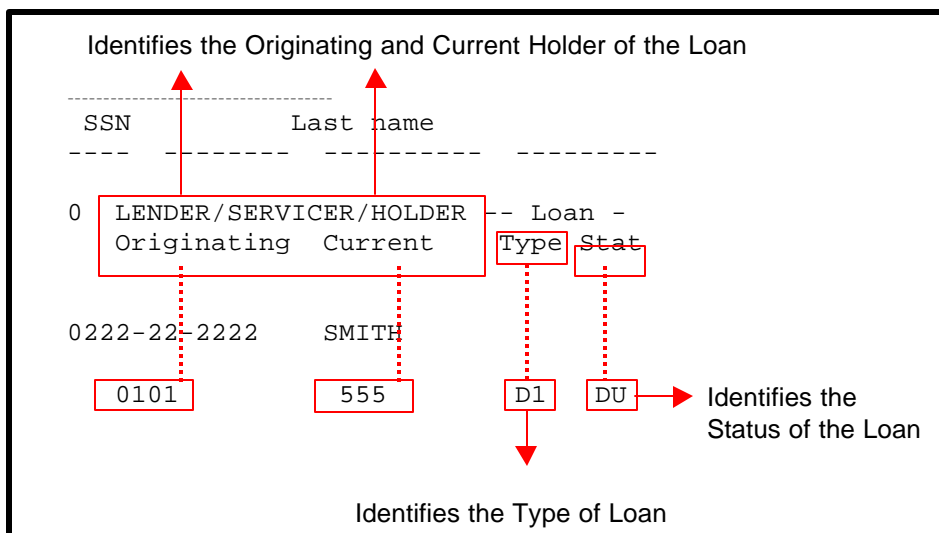 Identifies the Originating and Current Holder of the Loan
------------------------------------
SSN Last name
---- -------- ---------- ---------
0 LENDER/SERVICER/HOLDER -- Loan -
Originating Current Type Stat
0222-22-2222 SMITH
0101 555 D1 DU
Identifies the
Status of the Loan
Identifies the Type of Loan